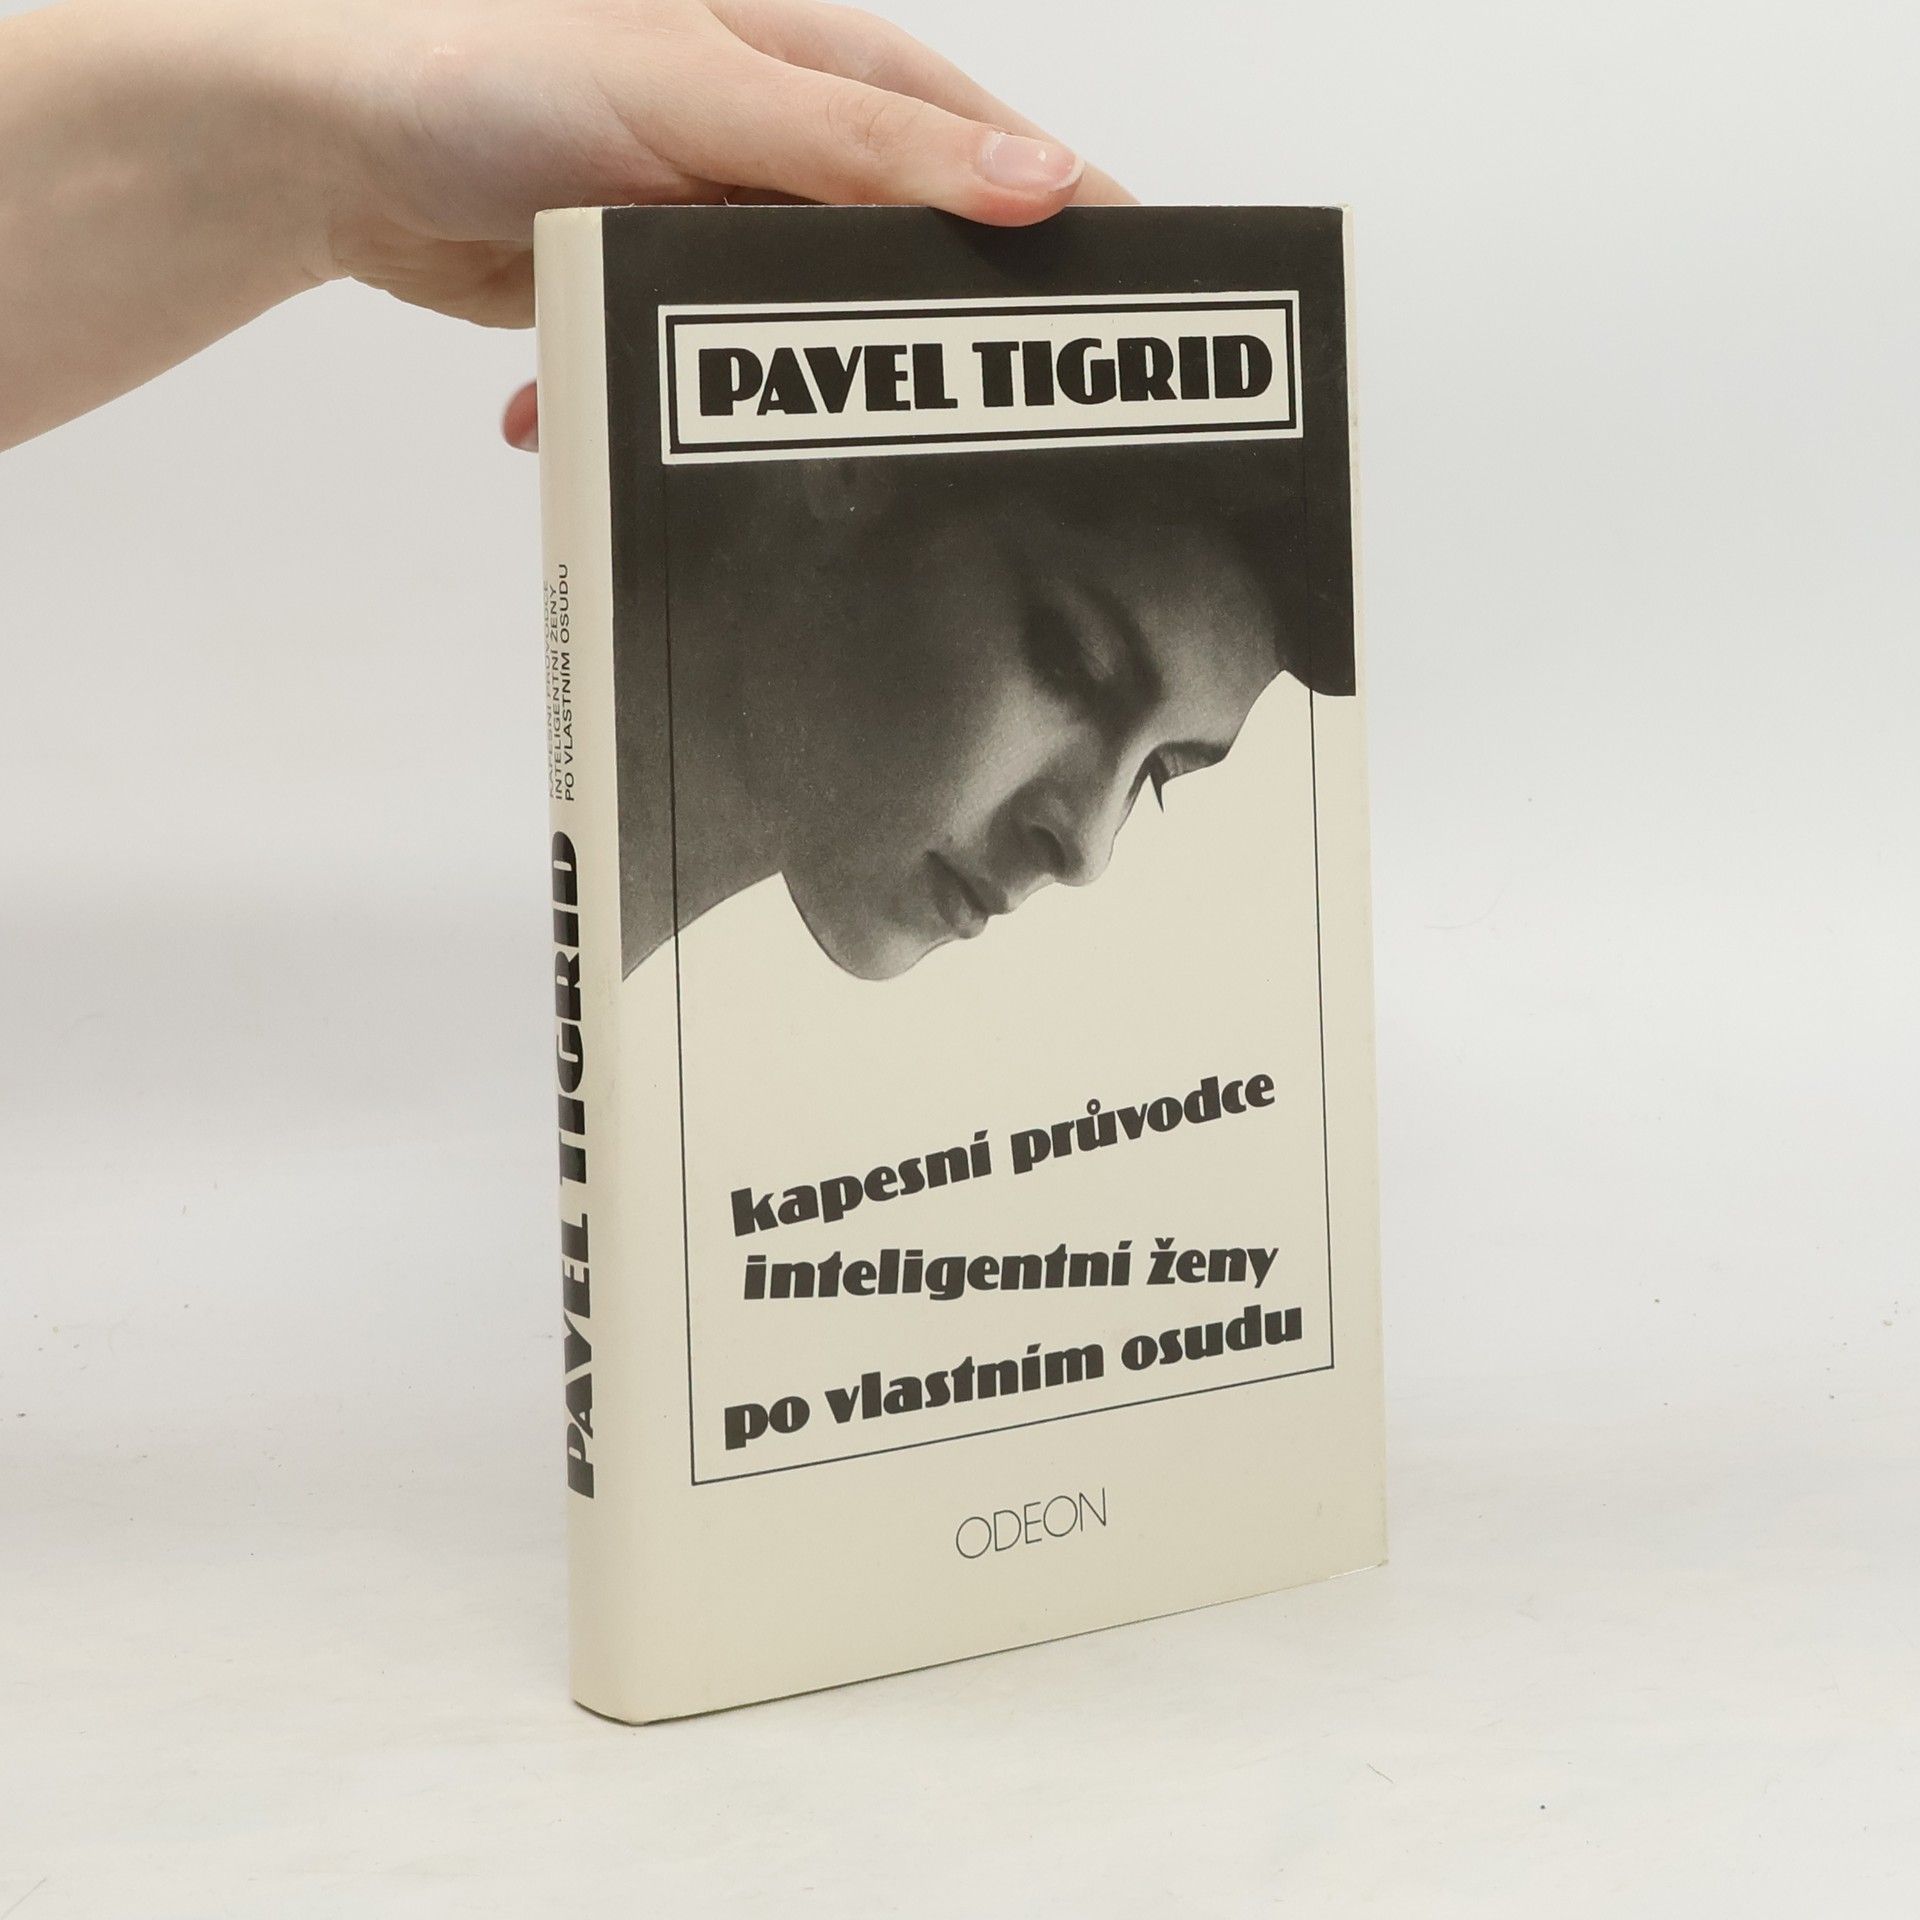 PAVEL TIGRID
kapesní průvodce
inteligentní ženy
po vlastním osudu
ODEON
PAVEL TIGRID
KAPESNÍ PRŮVODCE
INTELIGENTNÍ ŽENY
PO VLASTNÍM OSUDU